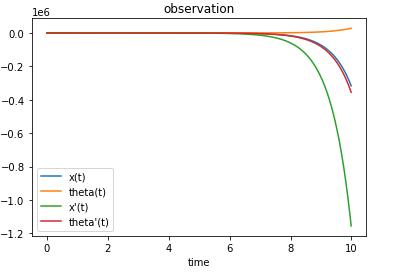 observation
1e6
0.0
−0.2
−0.4
−0.6
−0.8
−1.0
−1.2
x(t)
theta(t)
x'(t)
theta'(t)
0 2 4 6 8 10
time